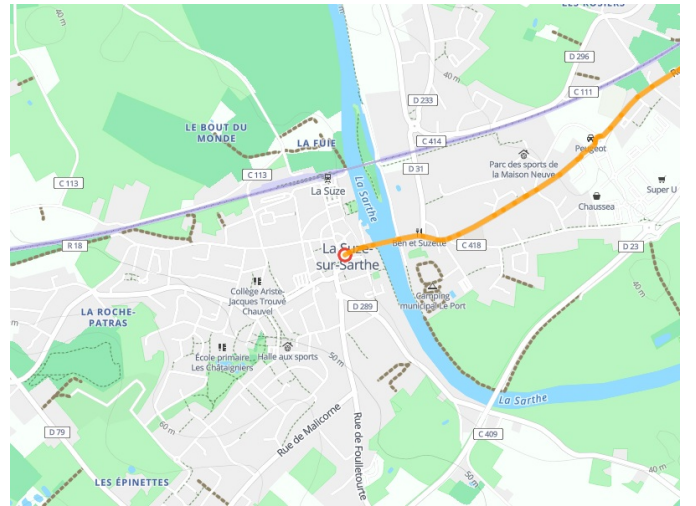 40 m
D 296
C 111
D 233
40 m
LE BOUT DU
MONDE
LA FUIE
C 414
Peugeot
Parc des sports de
la Maison Neuve
D 31
C 113
C 113
La Suze
La Sarthe
Super U
Chaussea
Ben et Suzette
R 18
C 418
D 23
La Suze-
sur-Sarthe
Collège Ariste-
Jacques Trouvé
Chauvel
Camping
municipal Le Port
D 289
LA ROCHE-
PATRAS
École primaire
Les Châtaigniers
Halle aux sports
50 m
La Sarthe
Rue de Malicorne
Rue de Foulletourte
60 m
D 79
C 409
40 m
50 m
LES ÉPINETTES